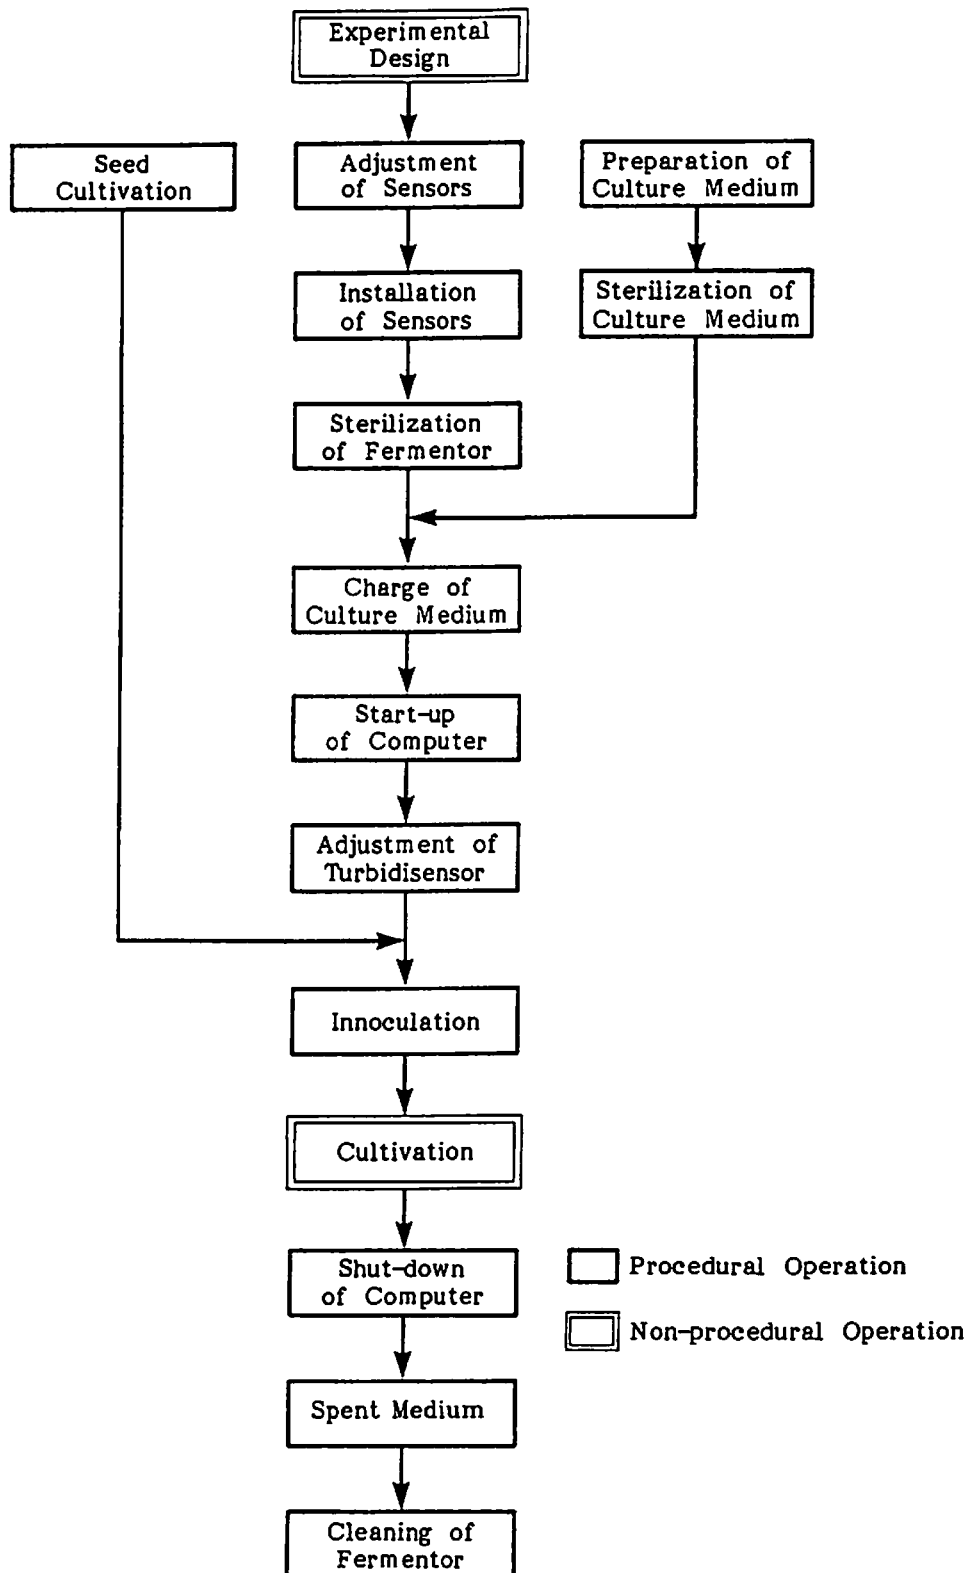 Experimental
Design
Seed
Cultivation
Adjustment
of Sensors
Preparation of
Culture Medium
Installation
of Sensors
Sterilization of
Culture Medium
Sterilization
of Fermentor
Charge of
Culture Medium
Start-up
of Computer
Adjustment of
Turbidisensor
Innoculation
Cultivation
Shut-down
of Computer
Procedural Operation
Non-procedural Operation
Spent Medium
Cleaning of
Fermentor